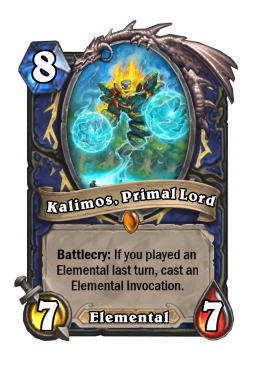 8
Kalimos, Primal Lord
Battlecry: If you played an
Elemental last turn, cast an
Elemental Invocation.
7 Elemental 7